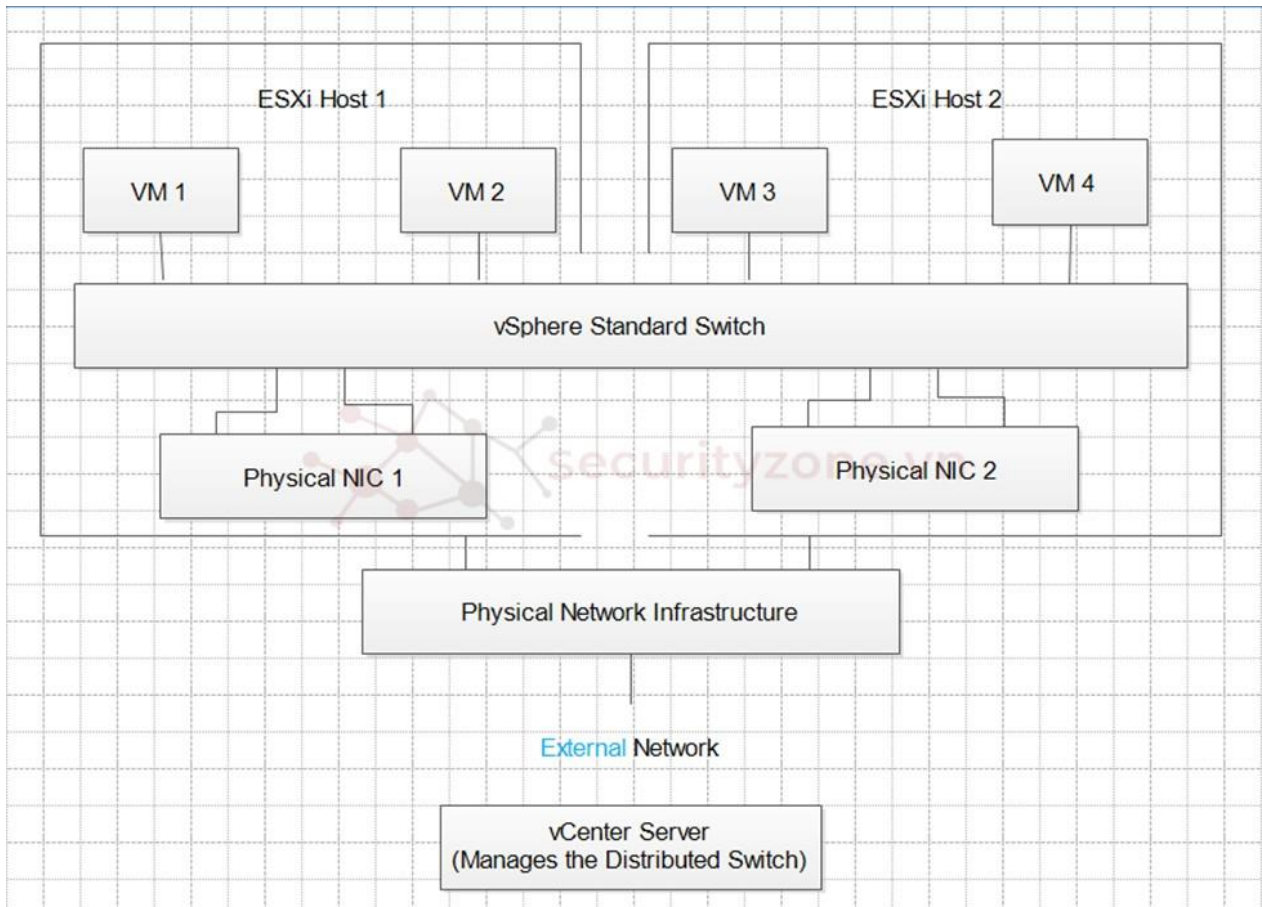 ESXi Host 1
ESXi Host 2
VM 1
VM 2
VM 3
VM 4
vSphere Standard Switch
securityzone.vn
Physical NIC 1
Physical NIC 2
Physical Network Infrastructure
External Network
vCenter Server
(Manages the Distributed Switch)